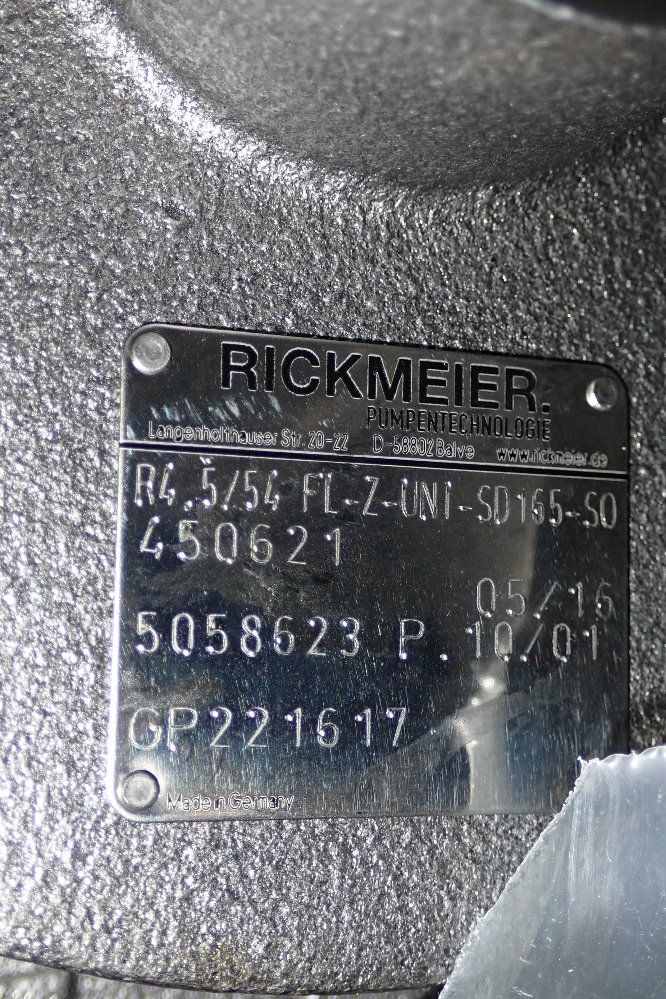 RICKMEIER.
PUMPENTECHNOLOGIE
Langenholthauser Str. 20-22 D-58802 Balve www.rickmeier.de
R4.5/54 FL-Z-UNI-SD165-SO
450621
05/16
5058623 P.10/01
GP221617
Made in Germany